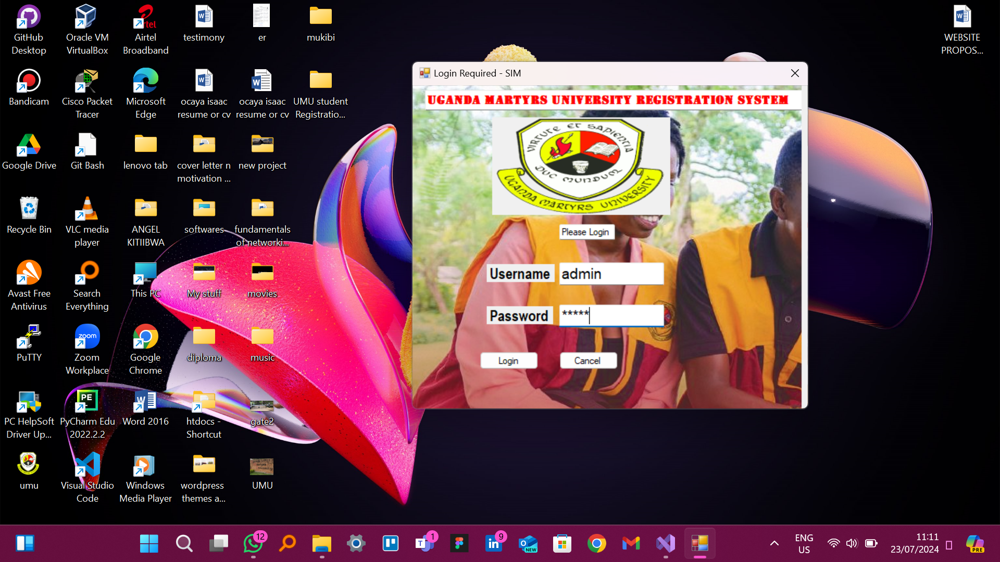 GitHub
Desktop
Oracle VM
VirtualBox
Airtel
Broadband
testimony
er
mukibi
WEBSITE
PROPOS...
Bandicam
Cisco Packet
Tracer
Microsoft
Edge
ocaya isaac
resume or cv
ocaya isaac
resume or cv
UMU student
Registratio...
Google Drive
Git Bash
lenovo tab
cover letter n
motivation ...
new project
Recycle Bin
VLC media
player
ANGEL
KITIIBWA
softwares
fundamentals
of networki...
Avast Free
Antivirus
Search
Everything
This PC
My stuff
movies
PuTTY
zoom
Zoom
Workplace
Google
Chrome
diploma
music
PC HelpSoft
Driver Up...
PE
PyCharm Edu
2022.2.2
Word 2016
htdocs -
Shortcut
gate2
umu
Visual Studio
Code
Windows
Media Player
wordpress
themes a...
UMU
Login Required - SIM
UGANDA MARTYRS UNIVERSITY REGISTRATION SYSTEM
VIRTUTE ET SAPIENTIA
DUC MUNDUM
UGANDA MARTYRS UNIVERSITY
Please Login
Username
admin
Password
*****
Login
Cancel
12
1
9
NEW
ENG
US
11:11
23/07/2024
PRE